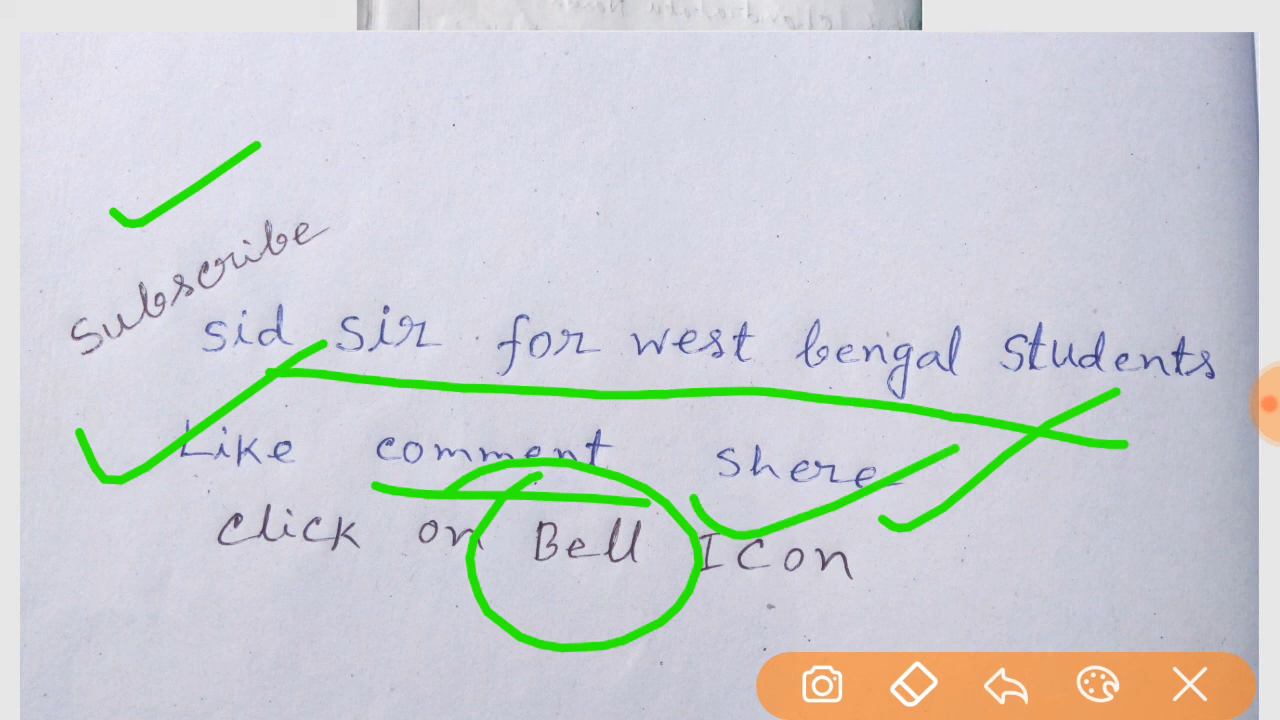 Subscribe
sid sir for west bengal students
Like comment Shere
click on Bell Icon